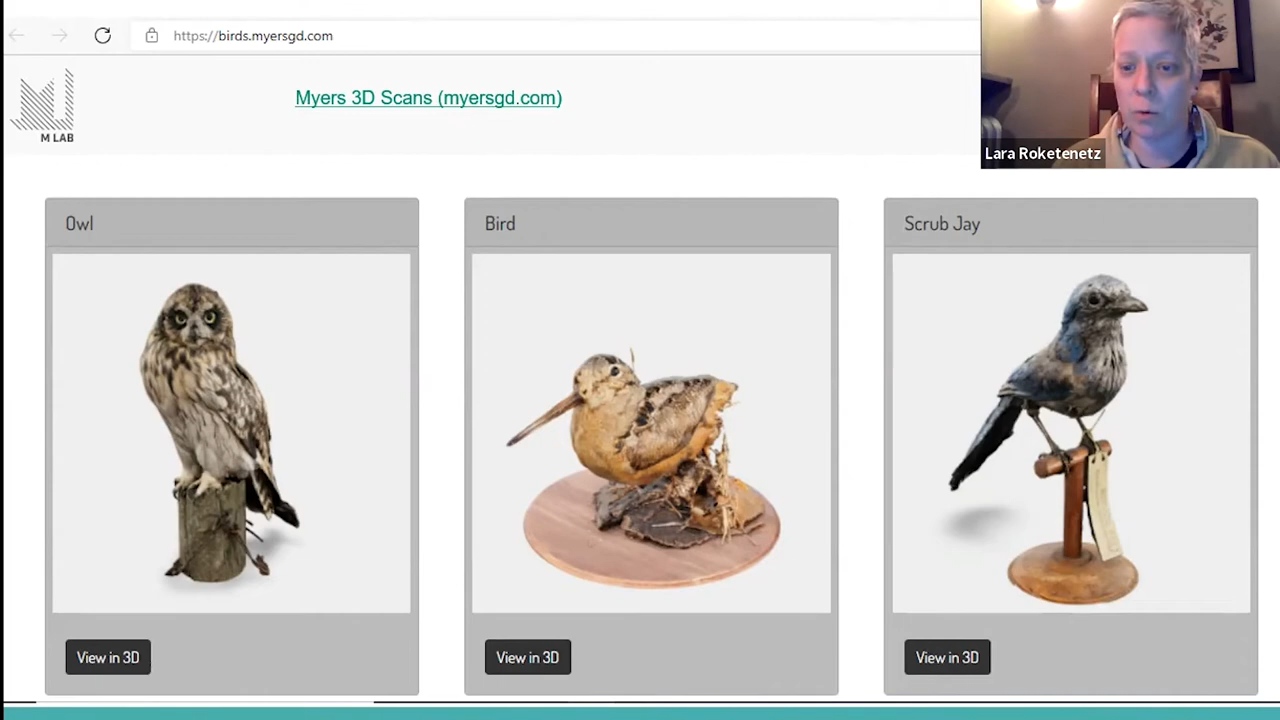 https://birds.myersgd.com
M LAB
Myers 3D Scans (myersgd.com)
Lara Roketenetz
Owl
Bird
Scrub Jay
View in 3D
View in 3D
View in 3D